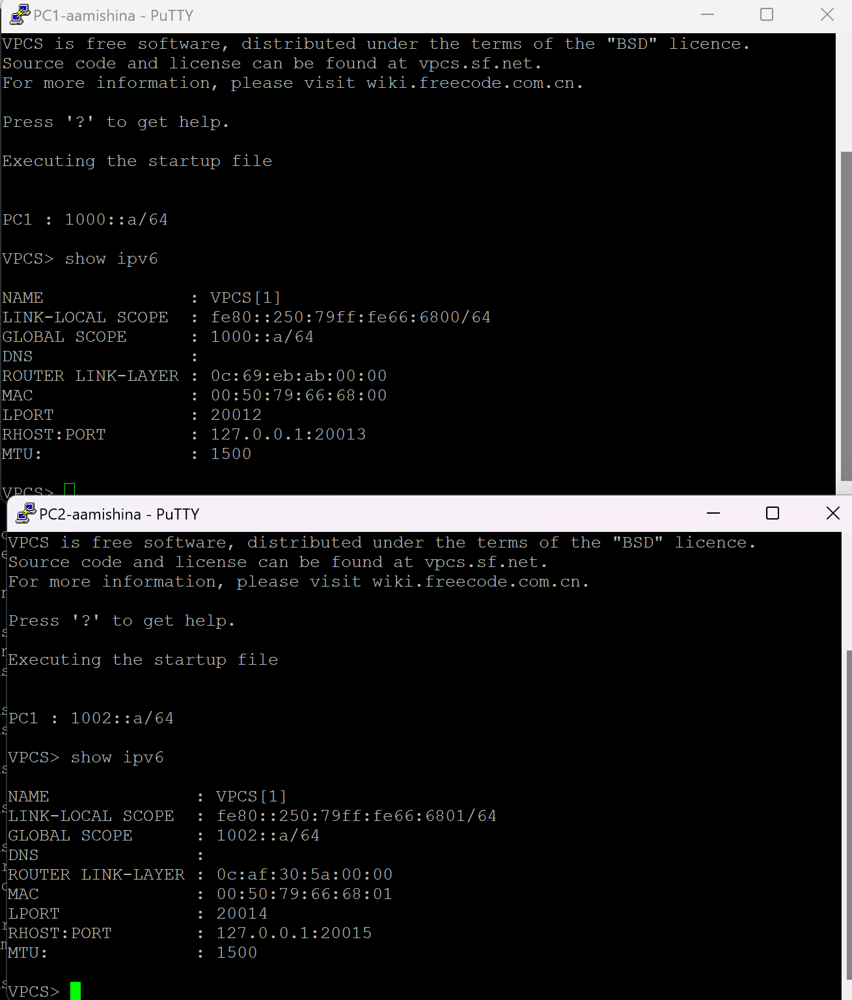 PC1-aamishina - PuTTY
VPCS is free software, distributed under the terms of the "BSD" licence.
Source code and license can be found at vpcs.sf.net.
For more information, please visit wiki.freecode.com.cn.
Press '?' to get help.
Executing the startup file
PC1 : 1000::a/64
VPCS> show ipv6
NAME : VPCS[1]
LINK-LOCAL SCOPE : fe80::250:79ff:fe66:6800/64
GLOBAL SCOPE : 1000::a/64
DNS :
ROUTER LINK-LAYER : 0c:69:eb:ab:00:00
MAC : 00:50:79:66:68:00
LPORT : 20012
RHOST:PORT : 127.0.0.1:20013
MTU: : 1500
VPCS>
PC2-aamishina - PuTTY
VPCS is free software, distributed under the terms of the "BSD" licence.
Source code and license can be found at vpcs.sf.net.
For more information, please visit wiki.freecode.com.cn.
Press '?' to get help.
Executing the startup file
PC1 : 1002::a/64
VPCS> show ipv6
NAME : VPCS[1]
LINK-LOCAL SCOPE : fe80::250:79ff:fe66:6801/64
GLOBAL SCOPE : 1002::a/64
DNS :
ROUTER LINK-LAYER : 0c:af:30:5a:00:00
MAC : 00:50:79:66:68:01
LPORT : 20014
RHOST:PORT : 127.0.0.1:20015
MTU: : 1500
VPCS>